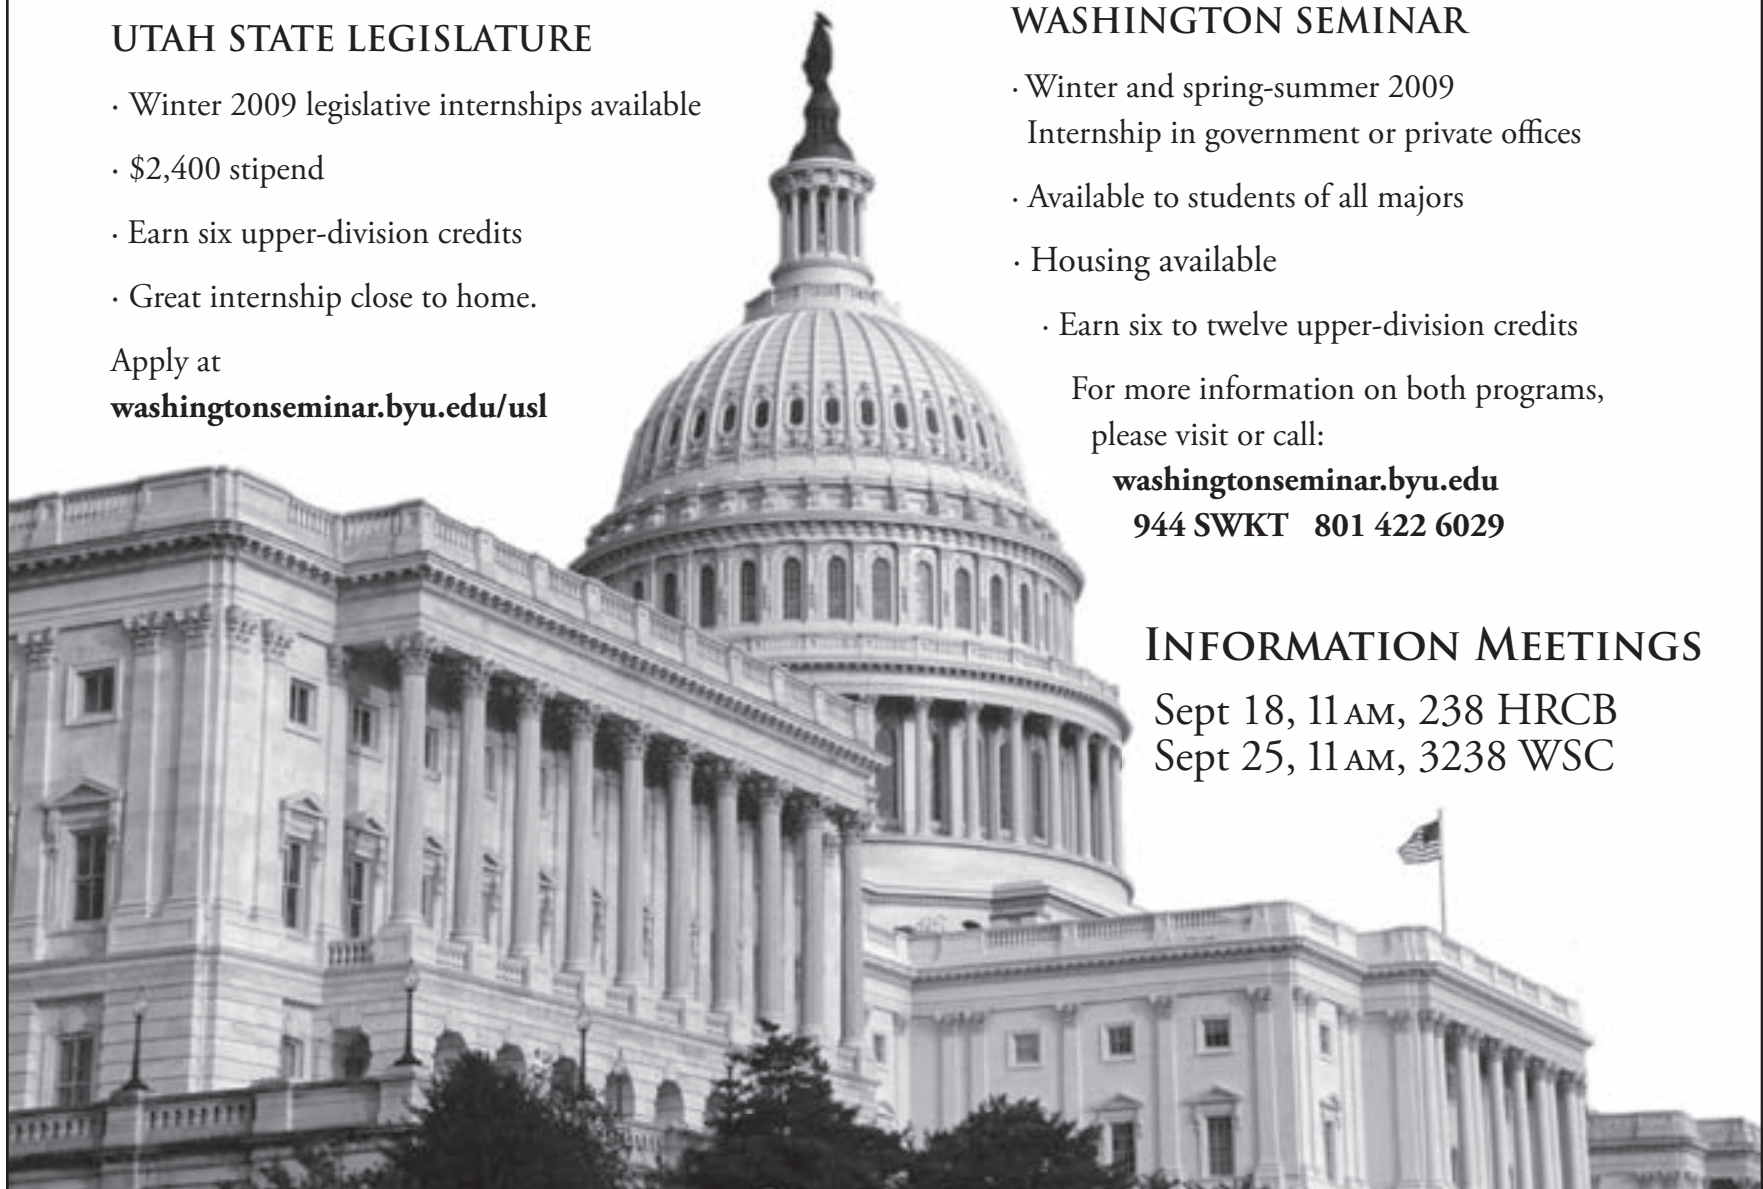 UTAH STATE LEGISLATURE
· Winter 2009 legislative internships available
· $2,400 stipend
· Earn six upper-division credits
· Great internship close to home.
Apply at
washingtonseminar.byu.edu/usl
WASHINGTON SEMINAR
· Winter and spring-summer 2009
Internship in government or private offices
· Available to students of all majors
· Housing available
· Earn six to twelve upper-division credits
For more information on both programs,
please visit or call:
washingtonseminar.byu.edu
944 SWKT 801 422 6029
INFORMATION MEETINGS
Sept 18, 11 AM, 238 HRCB
Sept 25, 11 AM, 3238 WSC